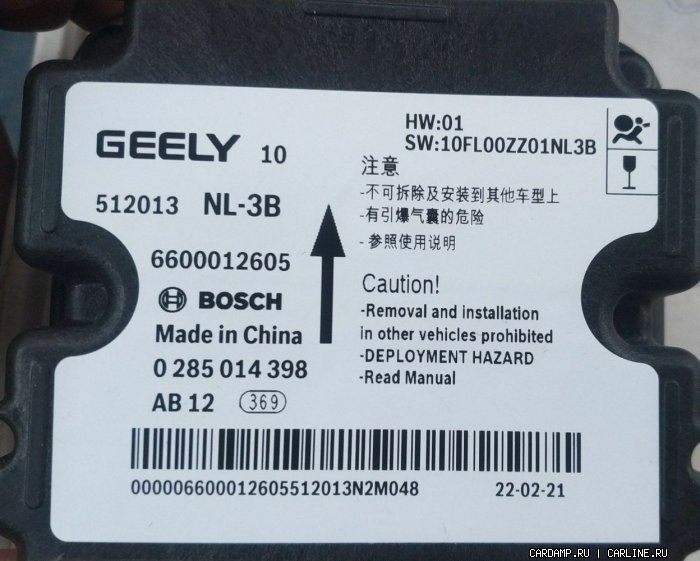 GEELY 10
HW:01
SW:10FL00ZZ01NL3B
注意
-不可拆除及安装到其他车型上
-有引爆气囊的危险
-参照使用说明
512013 NL-3B
6600012605
BOSCH
Made in China
0 285 014 398
AB 12 369
Caution!
-Removal and installation
in other vehicles prohibited
-DEPLOYMENT HAZARD
-Read Manual
000006600012605512013N2M048 22-02-21
CARDAMP.RU | CARLINE.RU